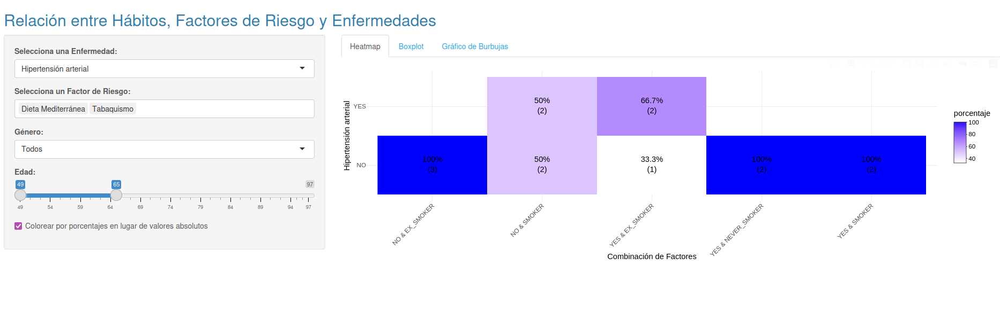 Relación entre Hábitos, Factores de Riesgo y Enfermedades
Selecciona una Enfermedad:
Hipertensión arterial
Selecciona un Factor de Riesgo:
Dieta Mediterránea Tabaquismo
Género:
Todos
Edad:
49 65 97
49 54 59 64 69 74 79 84 89 94 97
Colorear por porcentajes en lugar de valores absolutos
Heatmap Boxplot Gráfico de Burbujas
Hipertensión arterial
YES
50%
(2)
66.7%
(2)
NO
100%
(3)
50%
(2)
33.3%
(1)
100%
(2)
100%
(2)
NO & EX_SMOKER
NO & SMOKER
YES & EX_SMOKER
YES & NEVER_SMOKER
YES & SMOKER
Combinación de Factores
porcentaje
100
80
60
40